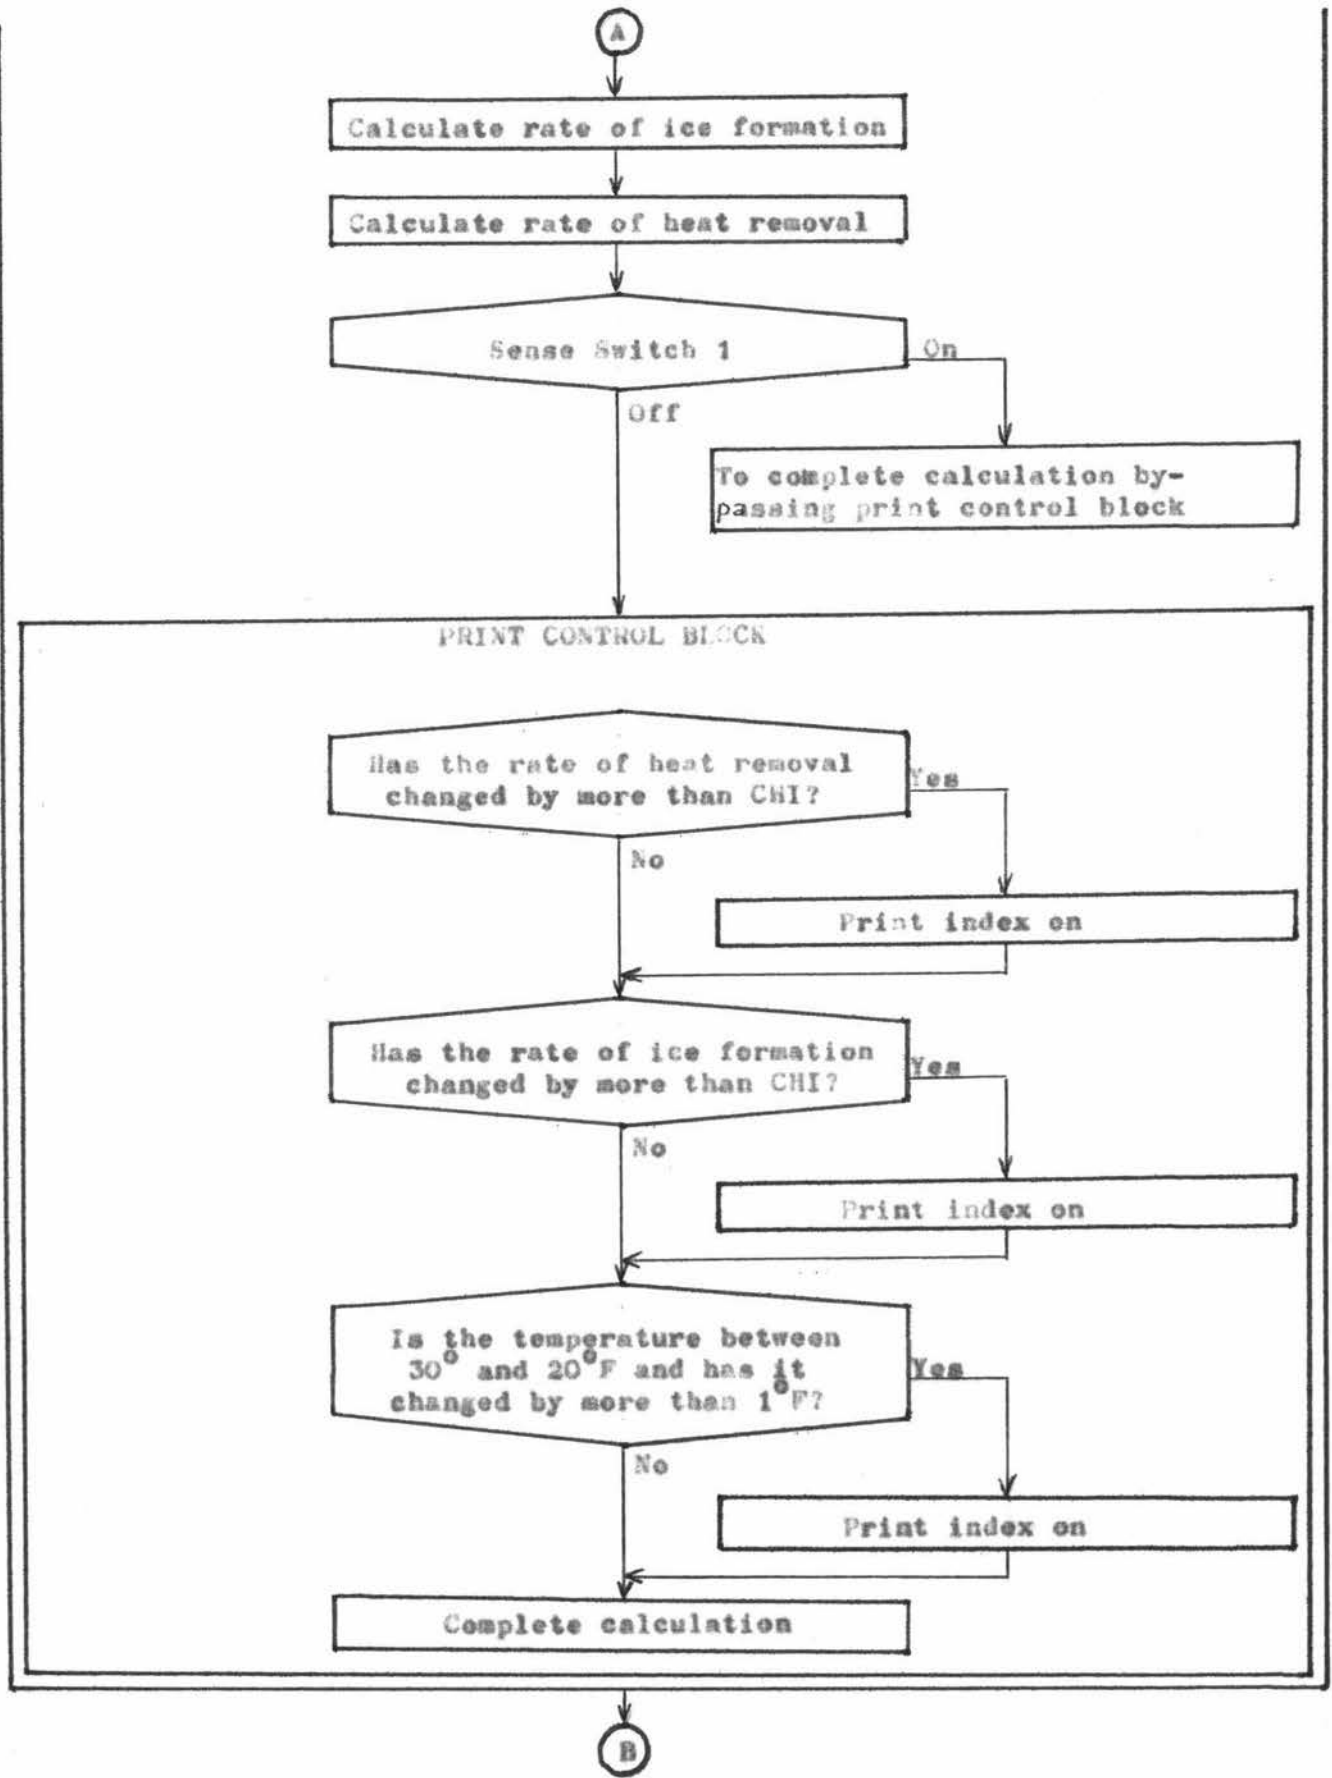 A
Calculate rate of ice formation
Calculate rate of heat removal
Sense Switch 1
On
Off
To complete calculation by-
passing print control block
PRINT CONTROL BLOCK
Has the rate of heat removal
changed by more than CHI?
Yes
No
Print index on
Has the rate of ice formation
changed by more than CHI?
Yes
No
Print index on
Is the temperature between
30° and 20°F and has it
changed by more than 1°F?
Yes
No
Print index on
Complete calculation
B